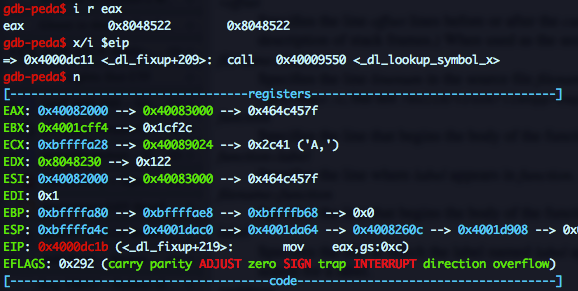 gdb-peda$ i r eax
eax            0x8048522        0x8048522
gdb-peda$ x/i $eip
=> 0x4000dc11 <_dl_fixup+209>:  call   0x40009550 <_dl_lookup_symbol_x>
gdb-peda$ n
[----------------------------------registers-----------------------------------]
EAX: 0x40082000 --> 0x40083000 --> 0x464c457f
EBX: 0x4001cff4 --> 0x1cf2c
ECX: 0xbffffa28 --> 0x40089024 --> 0x2c41 ('A,')
EDX: 0x8048230 --> 0x122
ESI: 0x40082000 --> 0x40083000 --> 0x464c457f
EDI: 0x1
EBP: 0xbffffa80 --> 0xbffffae8 --> 0xbffffb68 --> 0x0
ESP: 0xbffffa4c --> 0x4001dac0 --> 0x4001da64 --> 0x4008260c --> 0x4001d908 --> 0x
EIP: 0x4000dc1b (<_dl_fixup+219>:       mov    eax,gs:0xc)
EFLAGS: 0x292 (carry parity ADJUST zero SIGN trap INTERRUPT direction overflow)
[-------------------------------------code-------------------------------------]